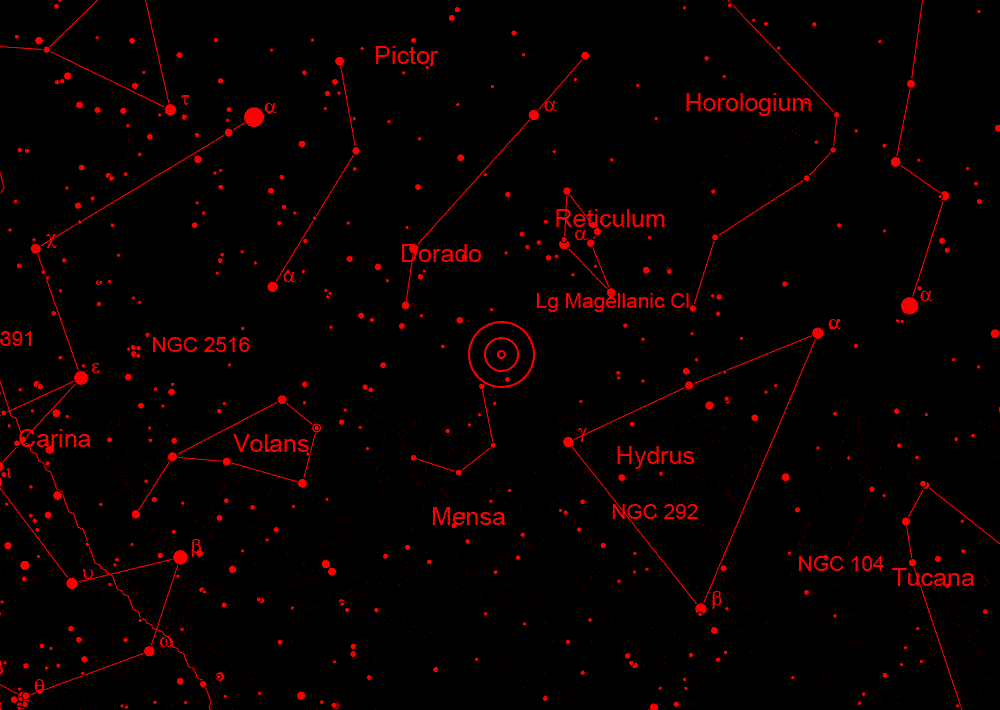 Pictor
τ
α
α
Horologium
Reticulum
α
χ
Dorado
α
Lg Magellanic Cl.
α
391
NGC 2516
α
ε
Carina
Volans
γ
Hydrus
ι
Mensa
NGC 292
β
υ
NGC 104
Tucana
β
ω
θ